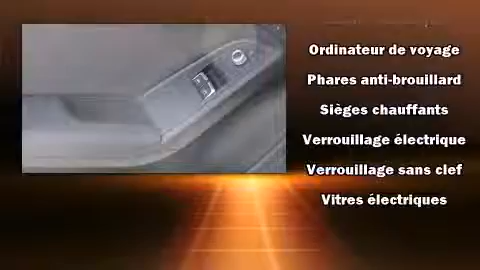 Ordinateur de voyage
Phares anti-brouillard
Sièges chauffants
Verrouillage électrique
Verrouillage sans clef
Vitres électriques